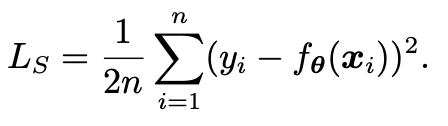 $L_S = \frac{1}{2n} \sum_{i=1}^{n} (y_i - f_{\boldsymbol{\theta}}(\boldsymbol{x}_i))^2.$